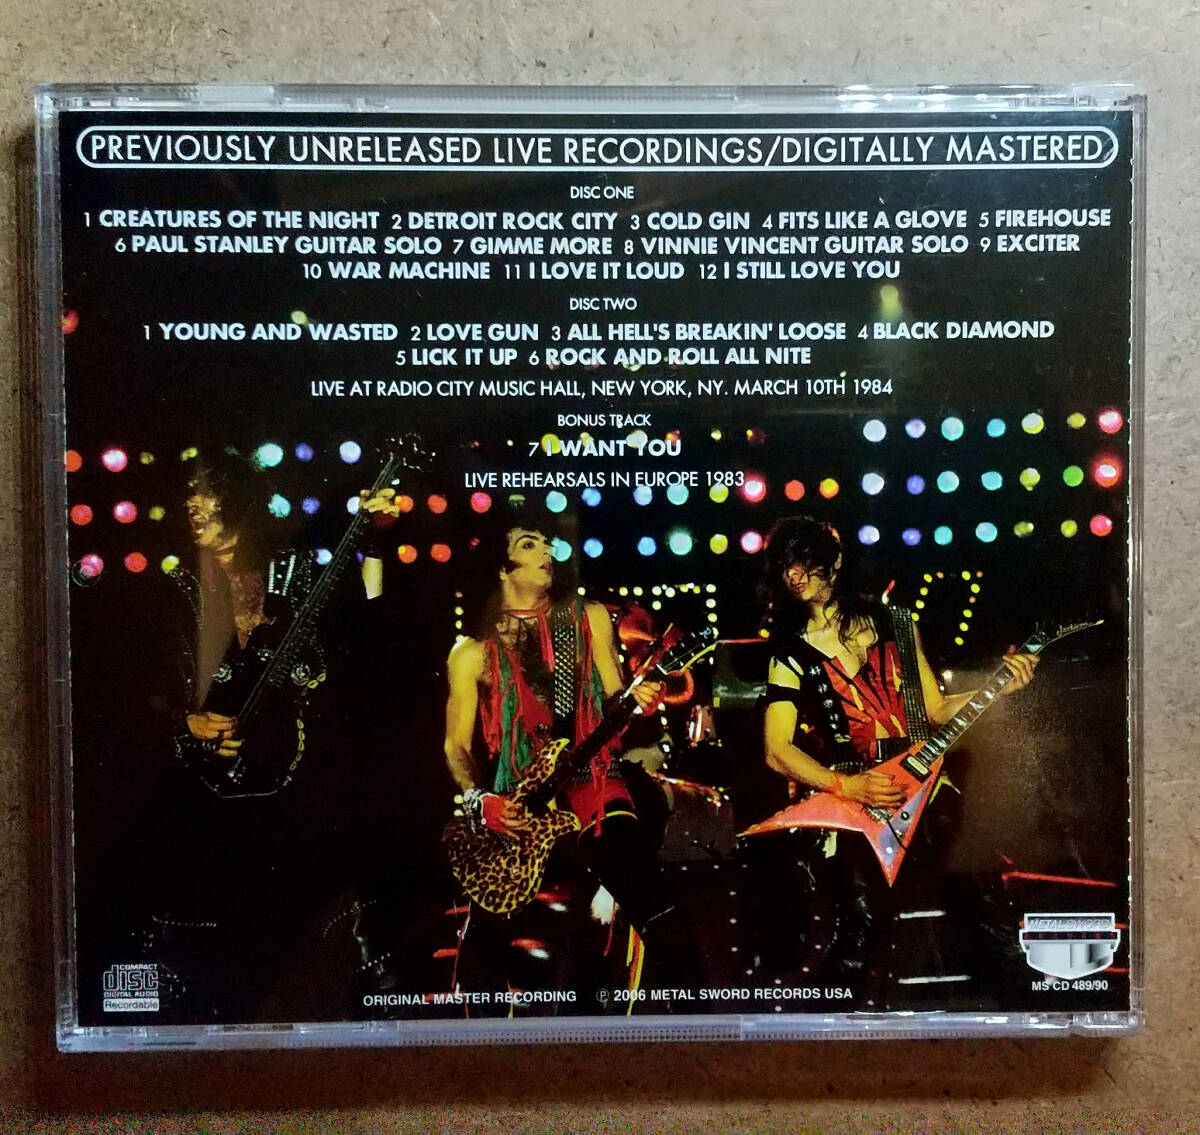 PREVIOUSLY UNRELEASED LIVE RECORDINGS/DIGITALLY MASTERED
DISC ONE
1 CREATURES OF THE NIGHT 2 DETROIT ROCK CITY 3 COLD GIN 4 FITS LIKE A GLOVE 5 FIREHOUSE
6 PAUL STANLEY GUITAR SOLO 7 GIMME MORE 8 VINNIE VINCENT GUITAR SOLO 9 EXCITER
10 WAR MACHINE 11 I LOVE IT LOUD 12 I STILL LOVE YOU
DISC TWO
1 YOUNG AND WASTED 2 LOVE GUN 3 ALL HELL'S BREAKIN' LOOSE 4 BLACK DIAMOND
5 LICK IT UP 6 ROCK AND ROLL ALL NITE
LIVE AT RADIO CITY MUSIC HALL, NEW YORK, NY. MARCH 10TH 1984
BONUS TRACK
7 I WANT YOU
LIVE REHEARSALS IN EUROPE 1983
Jackson
METAL SWORD
RECORDS
MS CD 489/90
COMPACT
disc
DIGITAL AUDIO
Recordable
ORIGINAL MASTER RECORDING ℗ 2006 METAL SWORD RECORDS USA